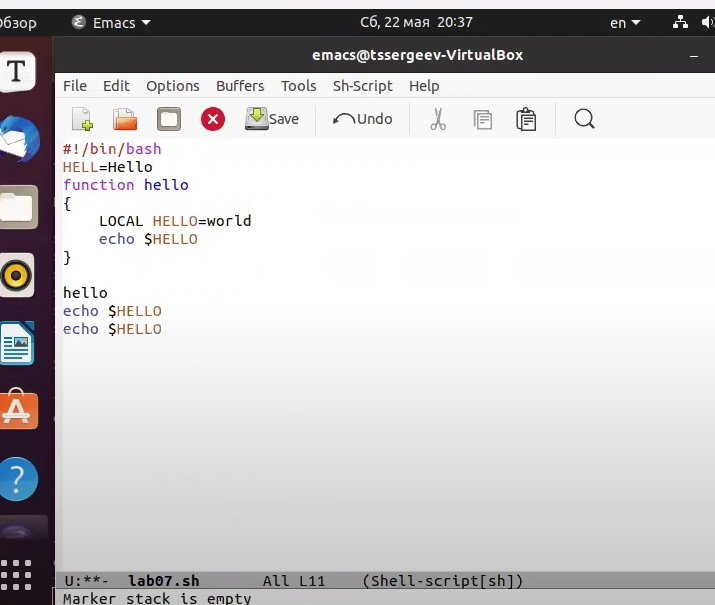 Обзор Emacs Сб, 22 мая 20:37 en
emacs@tssergeev-VirtualBox
File Edit Options Buffers Tools Sh-Script Help
Save Undo
#!/bin/bash
HELL=Hello
function hello
{
    LOCAL HELLO=world
    echo $HELLO
}
hello
echo $HELLO
echo $HELLO
U:**- lab07.sh All L11 (Shell-script[sh])
Marker stack is empty